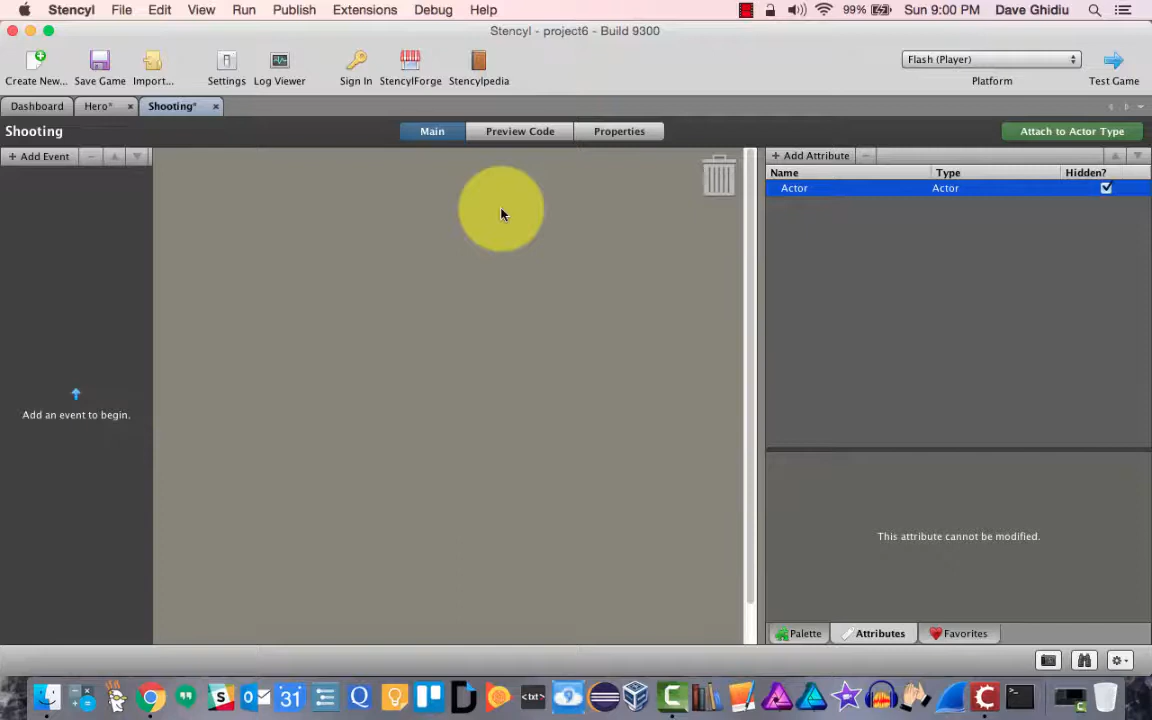 Stencyl File Edit View Run Publish Extensions Debug Help 99% Sun 9:00 PM Dave Ghidiu
Stencyl - project6 - Build 9300
Create New... Save Game Import... Settings Log Viewer Sign In StencylForge Stencylpedia Flash (Player) Platform Test Game
Dashboard Hero* Shooting*
Shooting Main Preview Code Properties Attach to Actor Type
+ Add Event + Add Attribute
Name Type Hidden?
Actor Actor
Add an event to begin.
This attribute cannot be modified.
Palette Attributes Favorites
31 <txt>